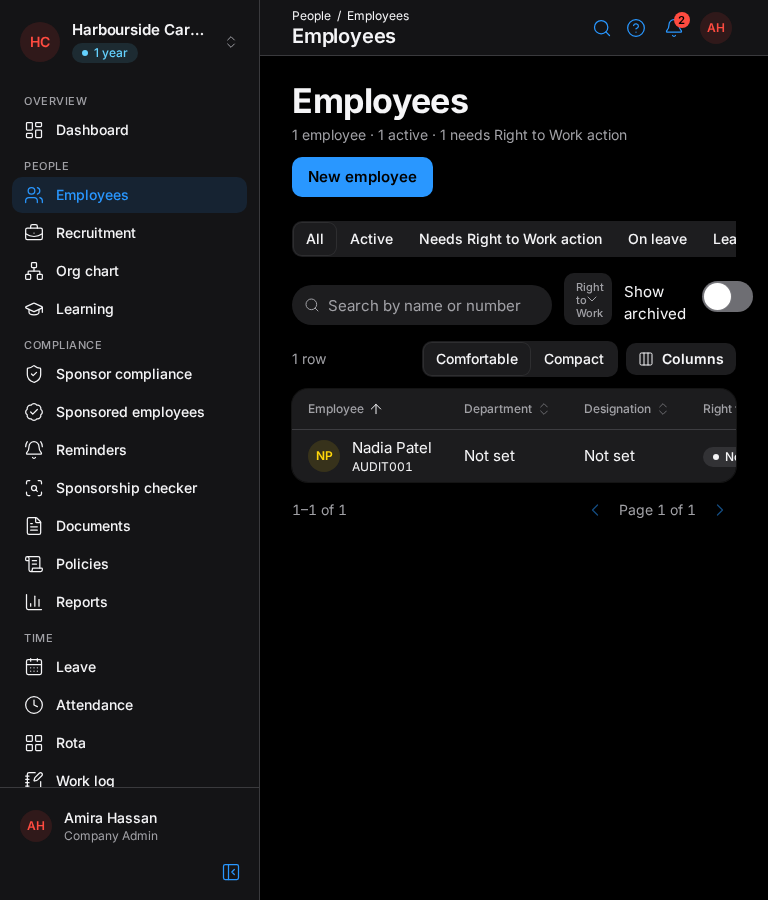 HC
Harbourside Car...
1 year
OVERVIEW
Dashboard
PEOPLE
Employees
Recruitment
Org chart
Learning
COMPLIANCE
Sponsor compliance
Sponsored employees
Reminders
Sponsorship checker
Documents
Policies
Reports
TIME
Leave
Attendance
Rota
Work log
AH
Amira Hassan
Company Admin
People / Employees
Employees
2
AH
Employees
1 employee · 1 active · 1 needs Right to Work action
New employee
All Active Needs Right to Work action On leave Lea
Search by name or number
Right
to
Work
Show
archived
1 row
Comfortable Compact Columns
Employee Department Designation Right
NP
Nadia Patel
AUDIT001
Not set Not set
1–1 of 1
Page 1 of 1